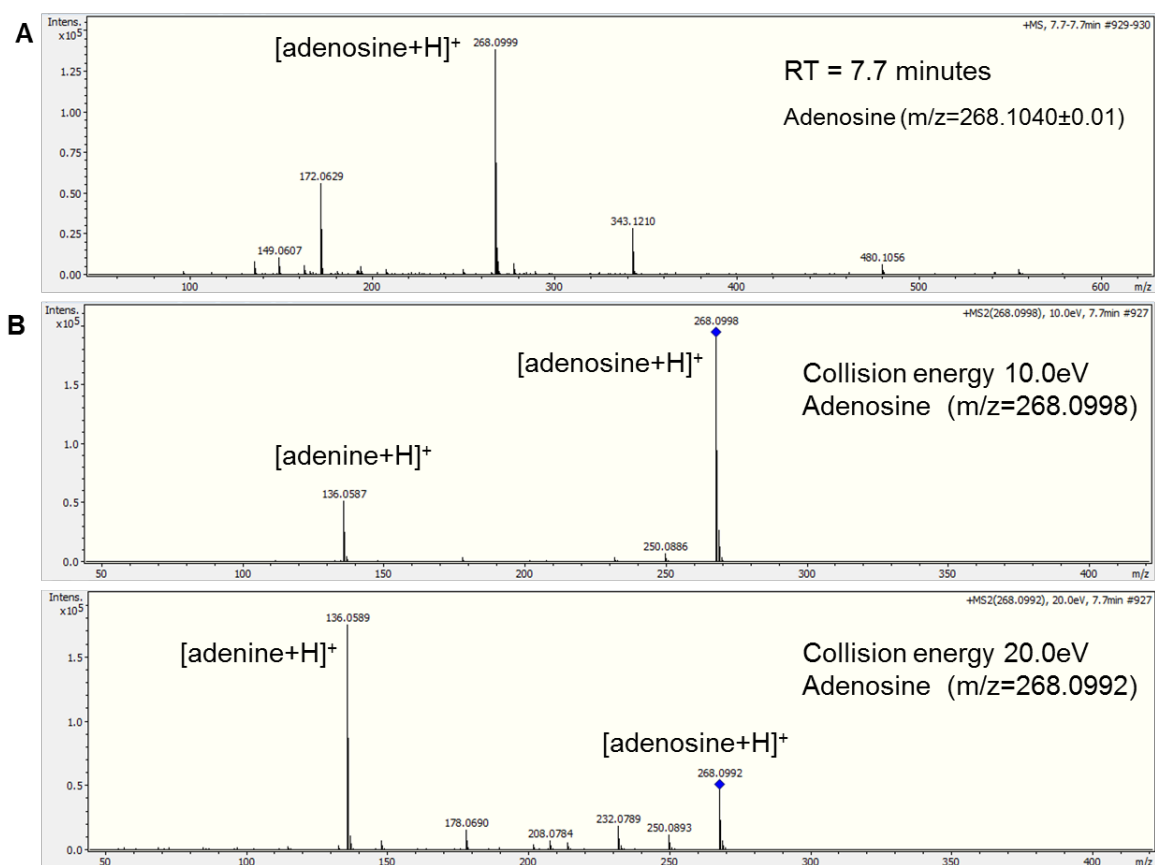 A
Intens.
x10⁵
+MS, 7.7-7.7min #929-930
[adenosine+H]⁺
268.0999
RT = 7.7 minutes
Adenosine (m/z=268.1040±0.01)
1.25
1.00
0.75
0.50
0.25
0.00
172.0629
149.0607
343.1210
480.1056
100 200 300 400 500 600 m/z
B
Intens.
x10⁵
+MS2(268.0998), 10.0eV, 7.7min #927
268.0998
[adenosine+H]⁺
Collision energy 10.0eV
Adenosine (m/z=268.0998)
1.5
1.0
0.5
0.0
[adenine+H]⁺
136.0587
250.0886
50 100 150 200 250 300 350 400 m/z
Intens.
x10⁵
+MS2(268.0992), 20.0eV, 7.7min #927
136.0589
[adenine+H]⁺
Collision energy 20.0eV
Adenosine (m/z=268.0992)
1.5
1.0
0.5
0.0
[adenosine+H]⁺
268.0992
178.0690
208.0784
232.0789
250.0893
50 100 150 200 250 300 350 400 m/z